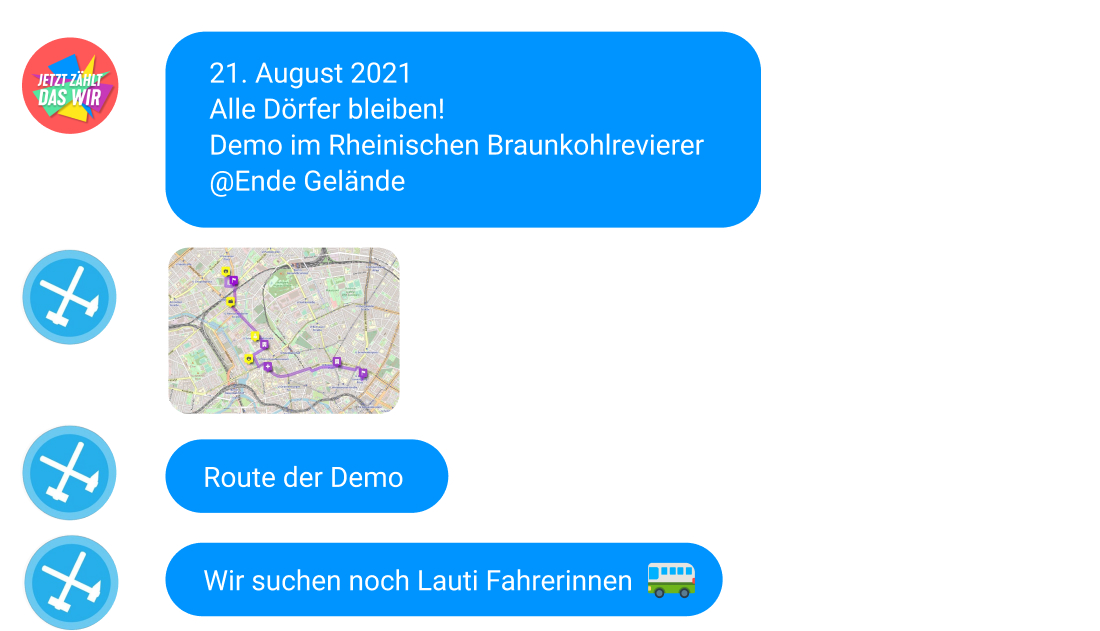 JETZT ZÄHLT
DAS WIR
21. August 2021
Alle Dörfer bleiben!
Demo im Rheinischen Braunkohlrevierer
@Ende Gelände
Route der Demo
Wir suchen noch Lauti Fahrerinnen